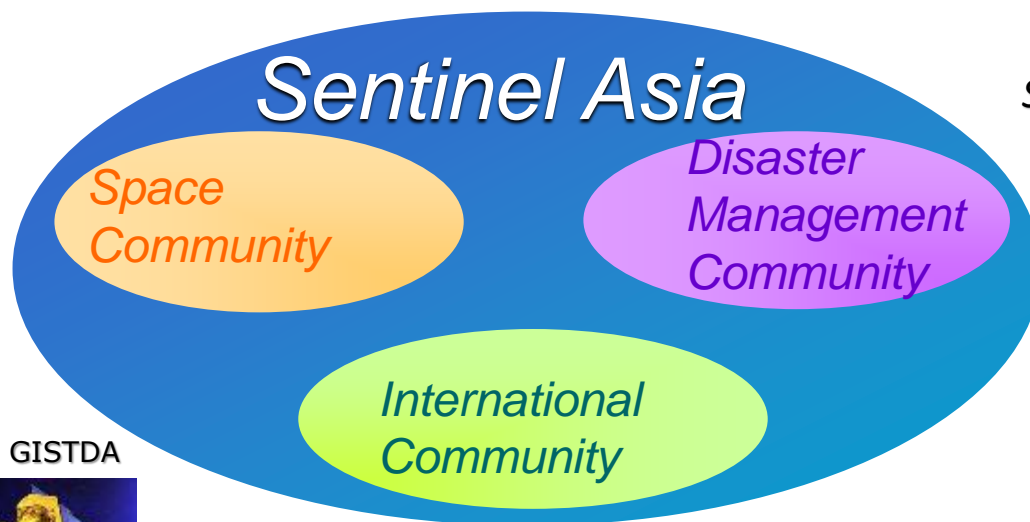 Sentinel Asia
Space
Community
Disaster
Management
Community
International
Community
GISTDA